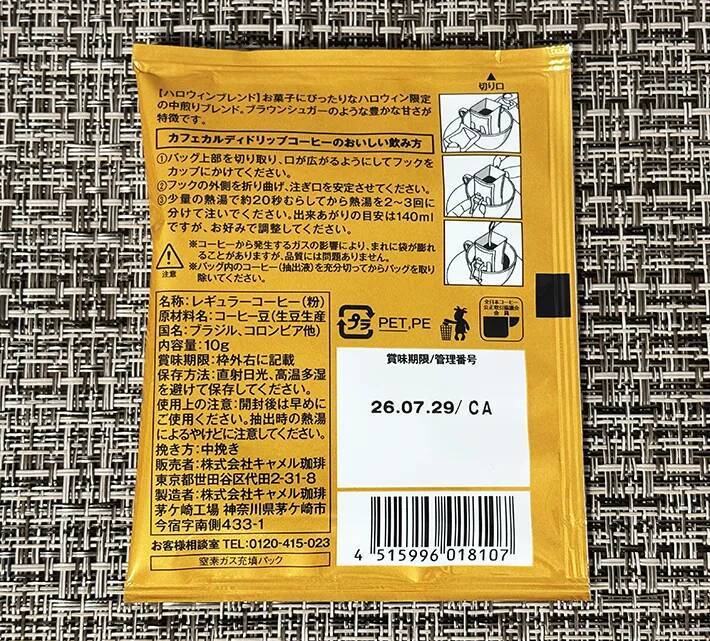 【ハロウィンブレンド】お菓子にぴったりなハロウィン限定
の中煎りブレンド。ブラウンシュガーのような豊かな甘さが
特徴です。
切り口
カフェカルディドリップコーヒーのおいしい飲み方
①バッグ上部を切り取り、口が広がるようにしてフックを
カップにかけてください。
②フックの外側を折り曲げ、注ぎ口を安定させてください。
③少量の熱湯で約20秒むらしてから熱湯を2〜3回に
分けて注いでください。出来あがりの目安は140ml
ですが、お好みで調整してください。
注意
※コーヒーから発生するガスの影響により、まれに袋が膨れ
ることがありますが、品質には問題ありません。
※バッグ内のコーヒー(抽出液)を充分切ってからバッグを取り
除いてください。
名称:レギュラーコーヒー(粉)
原材料名:コーヒー豆(生豆生産
国名:ブラジル、コロンビア他)
内容量:10g
賞味期限:枠外右に記載
保存方法:直射日光、高温多湿
を避けて保存してください。
使用上の注意:開封後は早めに
ご使用ください。抽出時の熱湯
によるやけどに注意してください。
挽き方:中挽き
販売者:株式会社キャメル珈琲
東京都世田谷区代田2-31-8
製造者:株式会社キャメル珈琲
茅ケ崎工場 神奈川県茅ケ崎市
今宿字南側433-1
お客様相談室 TEL:0120-415-023
窒素ガス充填パック
プラ PET,PE
全日本コーヒー
公正取引協議会
会員
賞味期限/管理番号
26.07.29/ CA
4 515996 018107